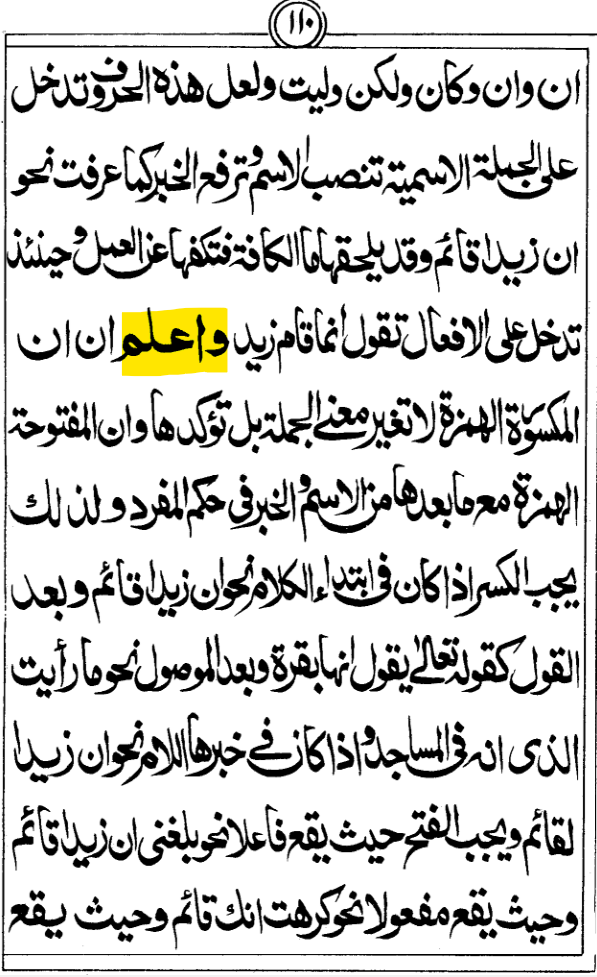 ١١٠
ان وان وكان ولكن وليت ولعل هذه الحروف تدخل
على الجملة الاسمية تنصب الاسم وترفع الخبر كما عرفت نحو
ان زيدا قائم وقد يلحقها ما الكافة فتكفها عن العمل وحينئذ
تدخل على الافعال تقول انما قام زيد واعلم ان ان
المكسورة الهمزة لا تغير معنى الجملة بل تؤكدها وان المفتوحة
الهمزة مع ما بعدها من الاسم والخبر في حكم المفرد ولذلك
يجب الكسر اذا كان في ابتداء الكلام نحو ان زيدا قائم وبعد
القول كقوله تعالى يقول انها بقرة وبعد الموصول نحو ما رأيت
الذى انه في المساجد واذا كان في خبرها اللام نحو ان زيدا
لقائم ويجب الفتح حيث يقع فاعلا نحو بلغنى ان زيدا قائم
وحيث يقع مفعولا نحو كرهت انك قائم وحيث يقع